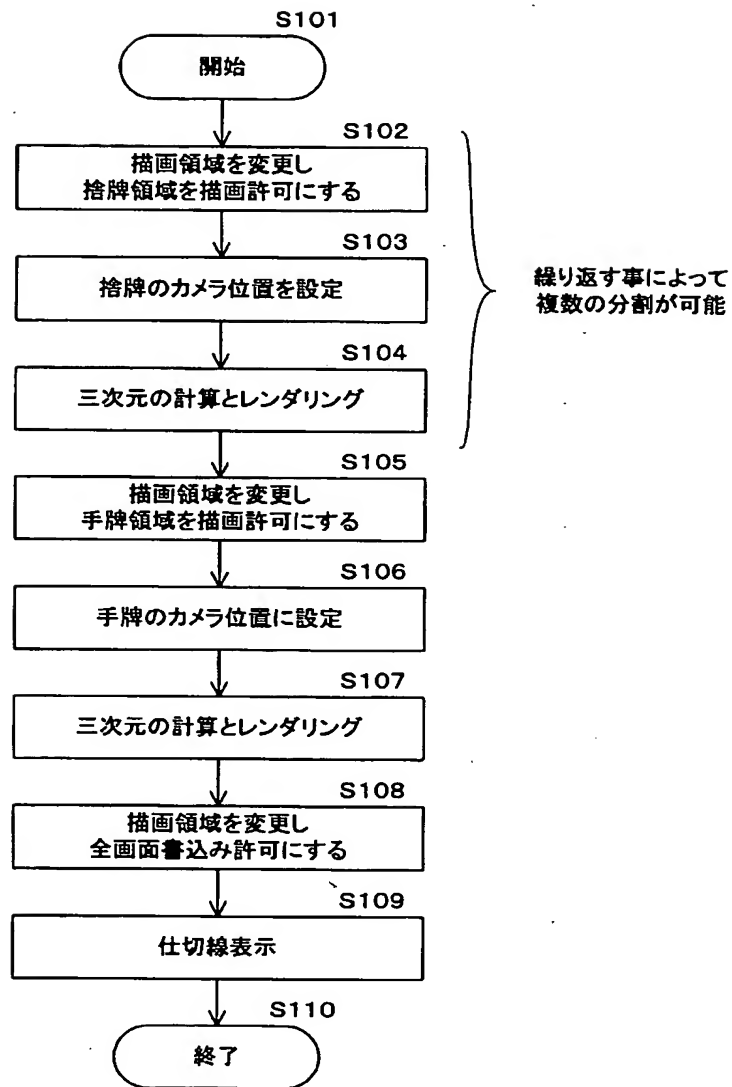 S101
開始
S102
描画領域を変更し
捨牌領域を描画許可にする
S103
捨牌のカメラ位置を設定
繰り返す事によって
複数の分割が可能
S104
三次元の計算とレンダリング
S105
描画領域を変更し
手牌領域を描画許可にする
S106
手牌のカメラ位置に設定
S107
三次元の計算とレンダリング
S108
描画領域を変更し
全画面書込み許可にする
S109
仕切線表示
S110
終了